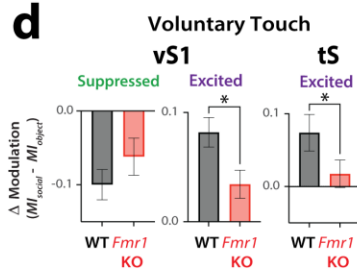 d
Voluntary Touch
vS1
tS
Suppressed
Excited
Excited
Δ Modulation
(MIsocial - MIobject)
0.0
-0.1
0.1
0.0
*
0.1
0.0
*
WT Fmr1
KO
WT Fmr1
KO
WT Fmr1
KO